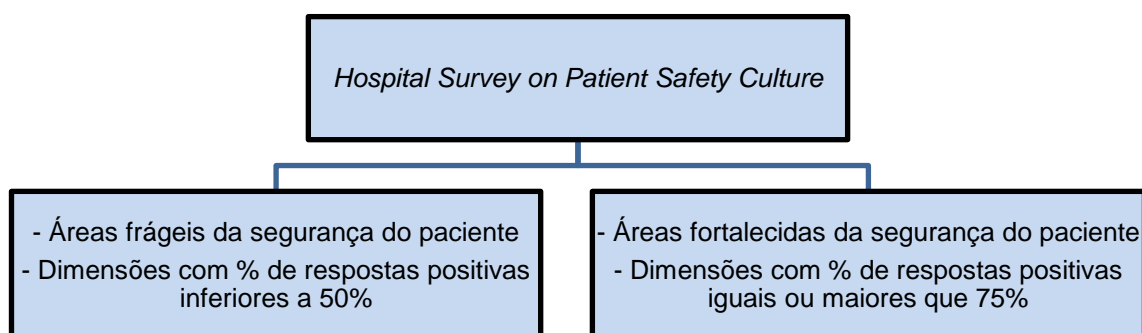 Hospital Survey on Patient Safety Culture
- Áreas frágeis da segurança do paciente
- Dimensões com % de respostas positivas
inferiores a 50%
- Áreas fortalecidas da segurança do paciente
- Dimensões com % de respostas positivas
iguais ou maiores que 75%